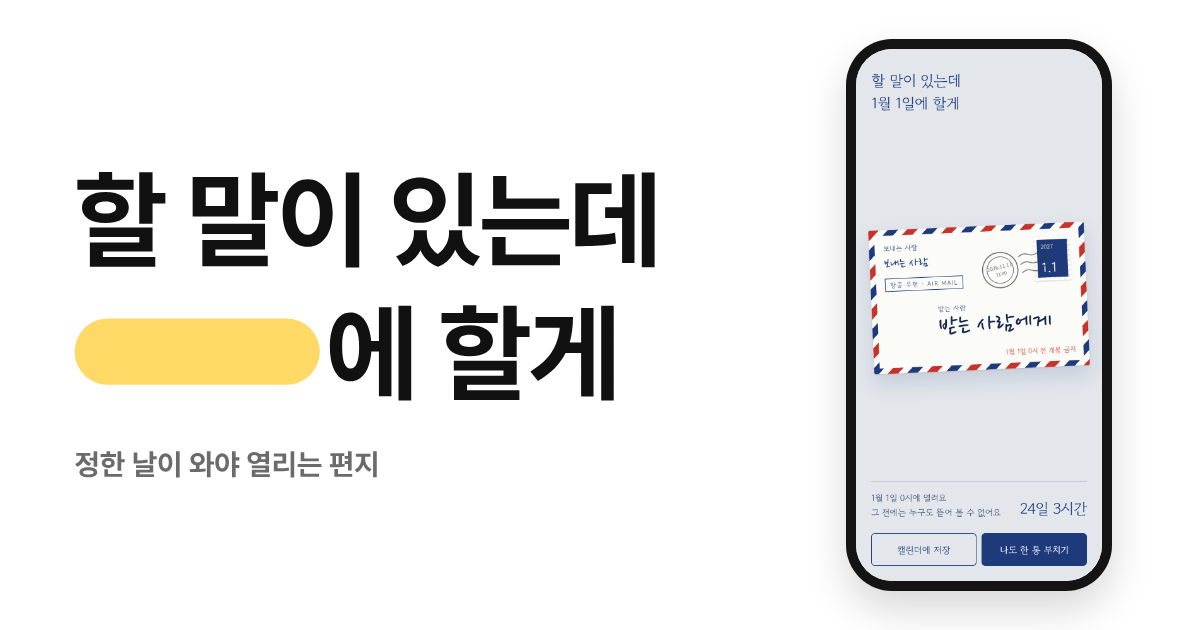 할 말이 있는데
에 할게
정한 날이 와야 열리는 편지
할 말이 있는데
1월 1일에 할게
보내는 사람
보내는 사람
항공 우편 · AIR MAIL
2027
1.1
받는 사람
받는 사람에게
1월 1일 0시 전 개봉 금지
1월 1일 0시에 열려요
그 전에는 누구도 뜯어 볼 수 없어요
24일 3시간
캘린더에 저장
나도 한 통 부치기